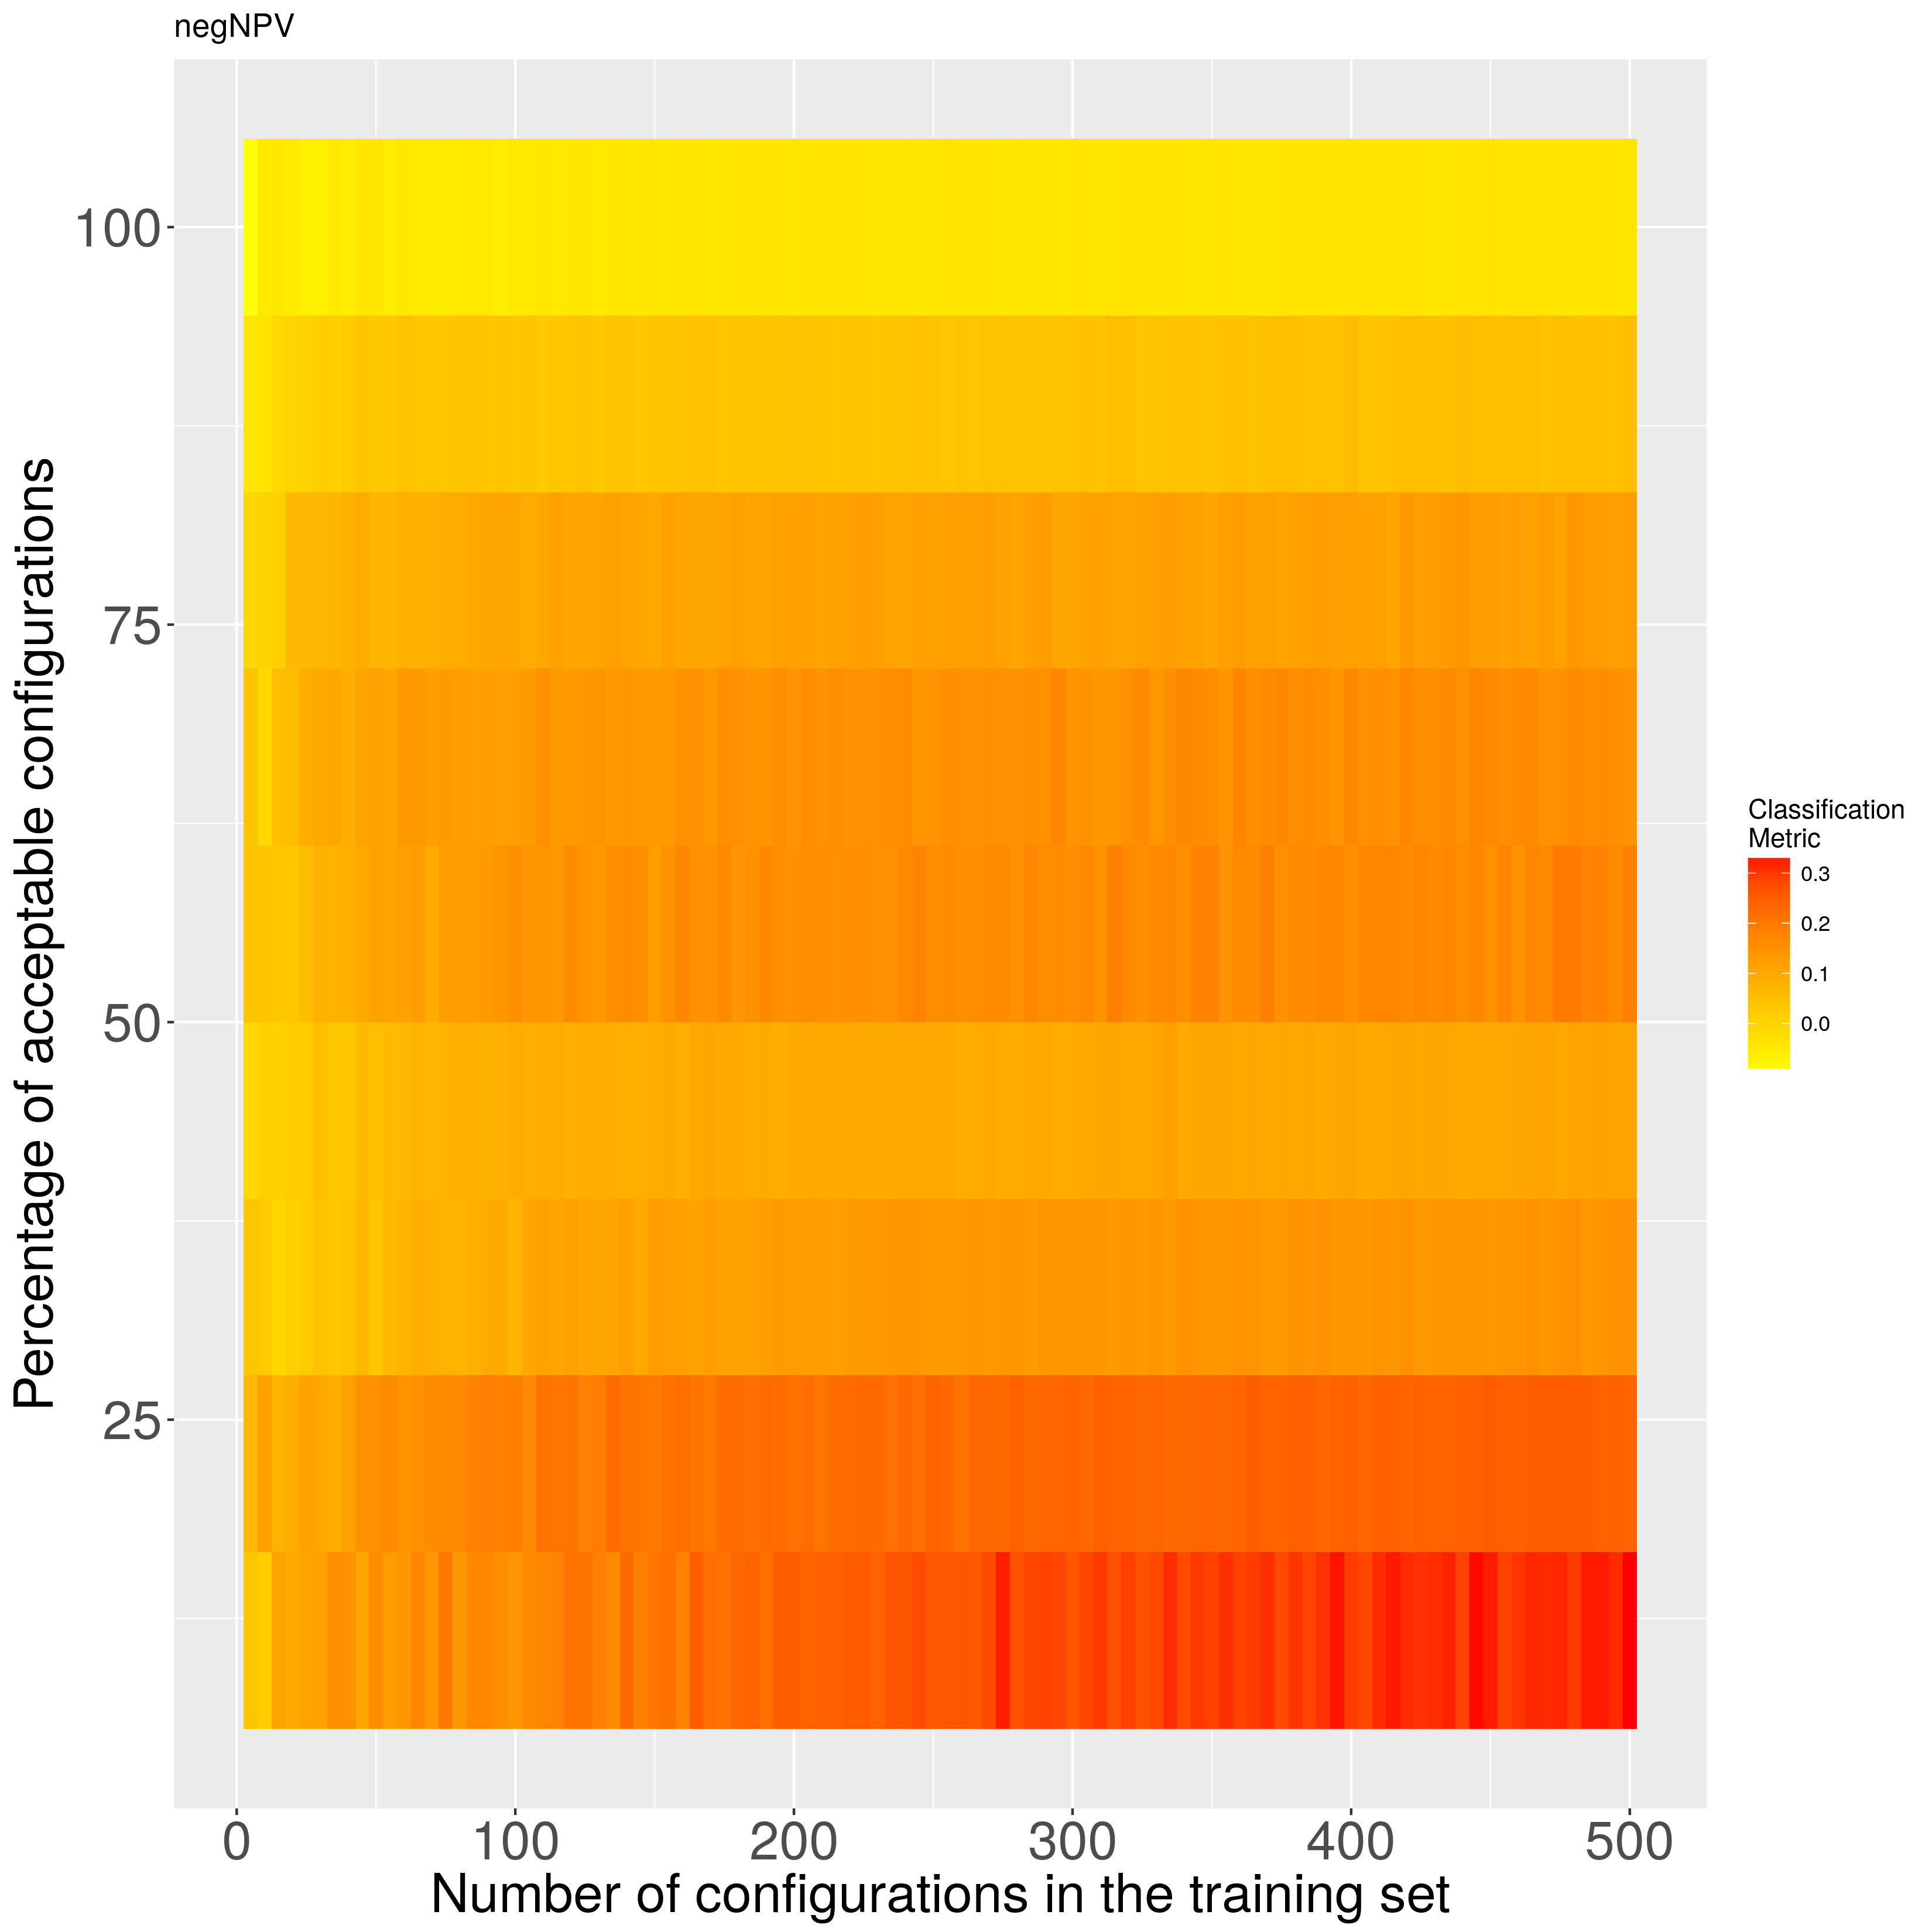 negNPV
100
75
50
25
Percentage of acceptable configurations
0 100 200 300 400 500
Number of configurations in the training set
Classification
Metric
0.3
0.2
0.1
0.0